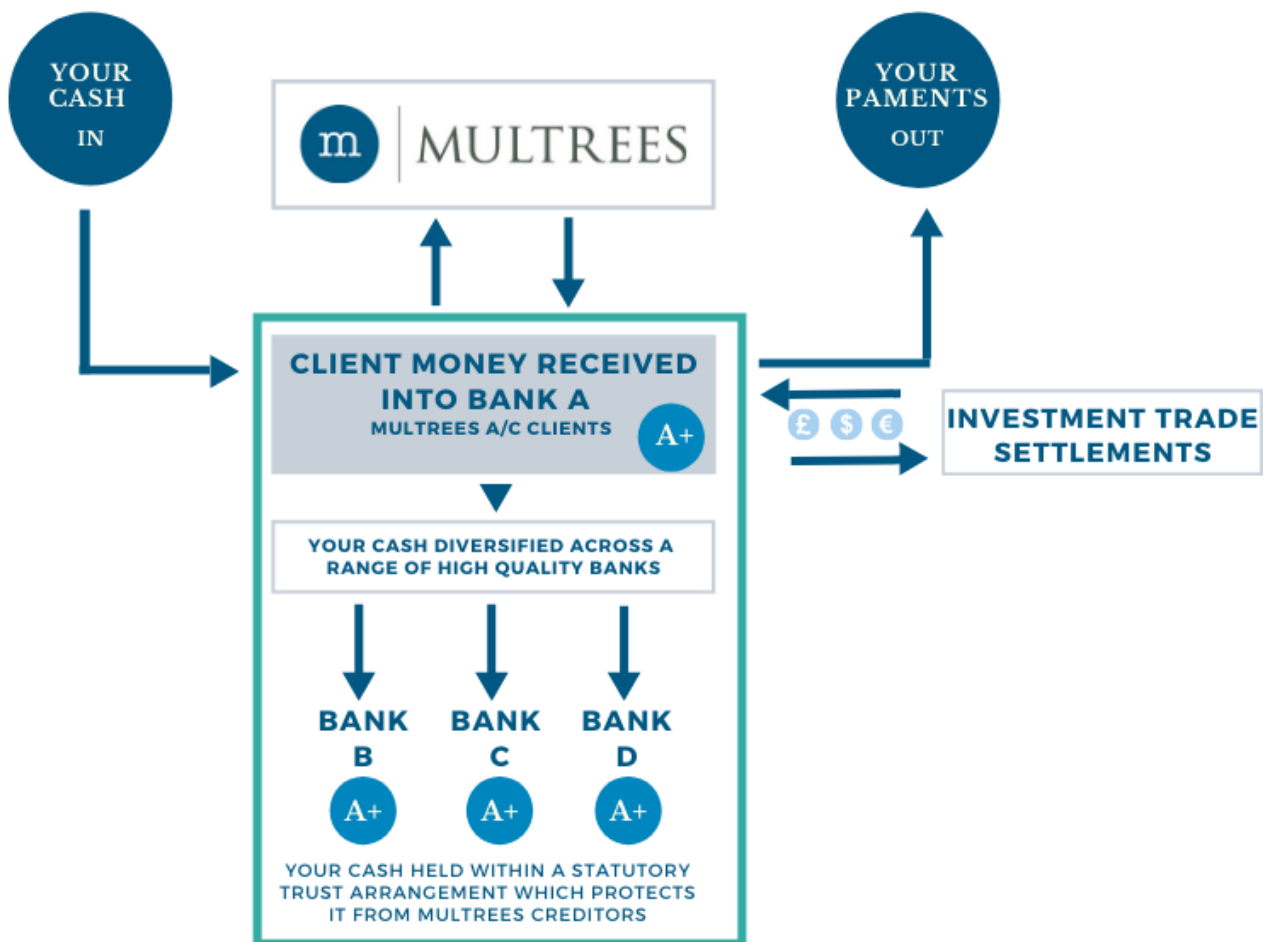 YOUR
CASH
IN
m MULTREES
YOUR
PAMENTS
OUT
CLIENT MONEY RECEIVED
INTO BANK A
MULTREES A/C CLIENTS
A+
£ $ €
INVESTMENT TRADE
SETTLEMENTS
YOUR CASH DIVERSIFIED ACROSS A
RANGE OF HIGH QUALITY BANKS
BANK
B
A+
BANK
C
A+
BANK
D
A+
YOUR CASH HELD WITHIN A STATUTORY
TRUST ARRANGEMENT WHICH PROTECTS
IT FROM MULTREES CREDITORS